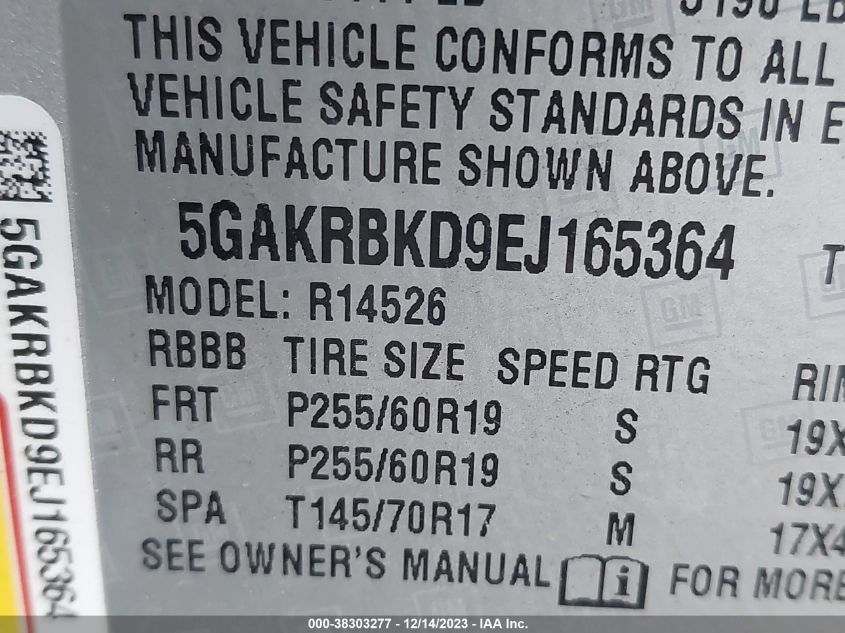 THIS VEHICLE CONFORMS TO ALL
VEHICLE SAFETY STANDARDS IN E
MANUFACTURE SHOWN ABOVE.
5GAKRBKD9EJ165364 T
MODEL: R14526
RBBB TIRE SIZE SPEED RTG RIM
FRT P255/60R19 S 19X
RR P255/60R19 S 19X
SPA T145/70R17 M 17X4
SEE OWNER'S MANUAL i FOR MORE
5GAKRBKD9EJ165364
GM
000-38303277 - 12/14/2023 - IAA Inc.